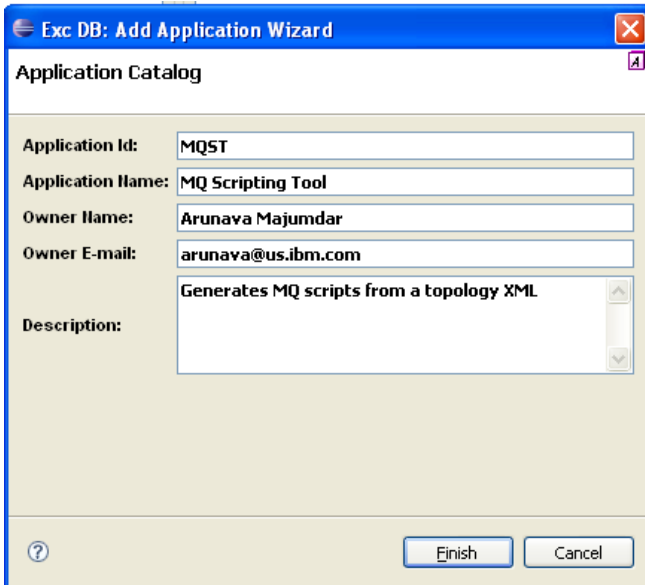 Exc DB: Add Application Wizard
Application Catalog
A
Application Id: MQST
Application Name: MQ Scripting Tool
Owner Name: Arunava Majumdar
Owner E-mail: arunava@us.ibm.com
Description: Generates MQ scripts from a topology XML
?
Finish Cancel